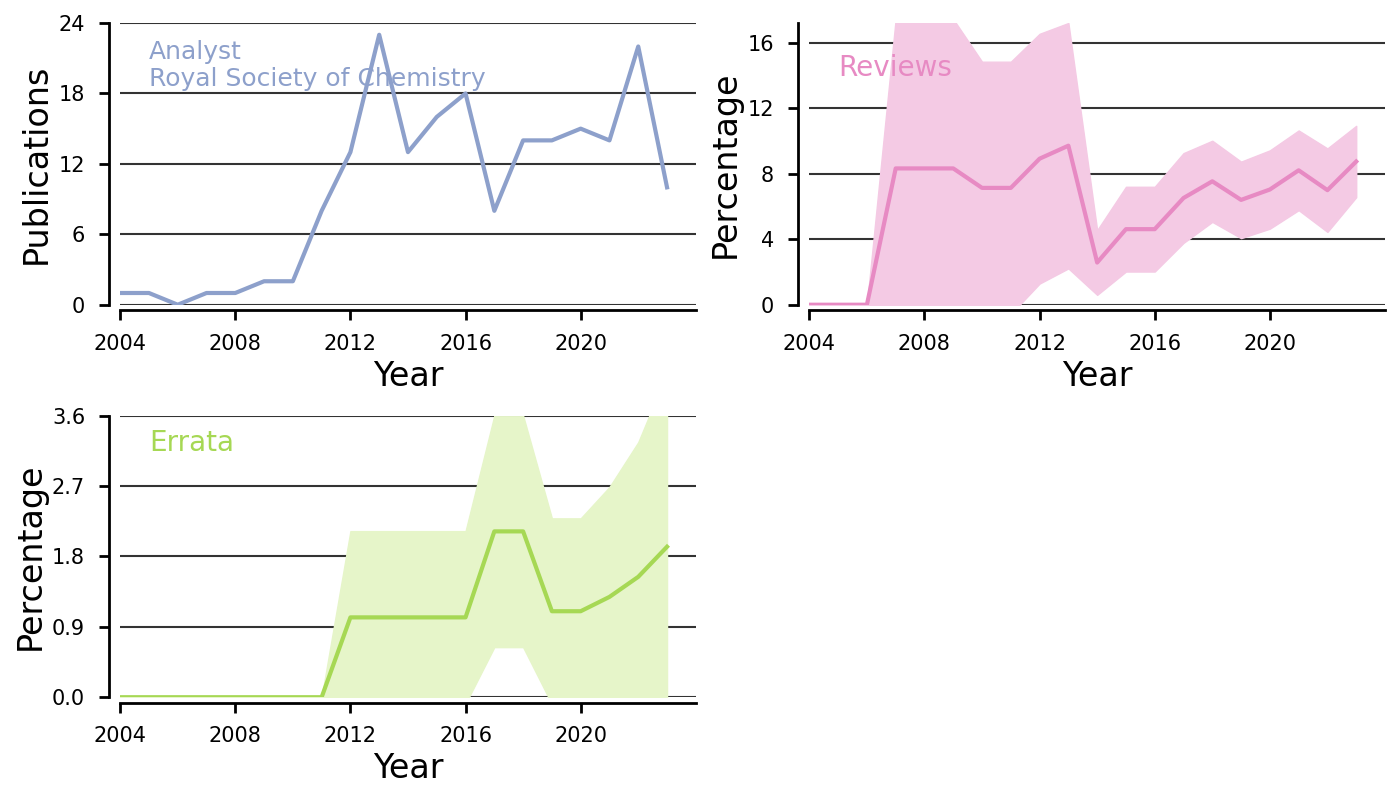 24
18
12
6
0
Publications
Analyst
Royal Society of Chemistry
2004 2008 2012 2016 2020
Year
16
12
8
4
0
Percentage
Reviews
2004 2008 2012 2016 2020
Year
3.6
2.7
1.8
0.9
0.0
Percentage
Errata
2004 2008 2012 2016 2020
Year